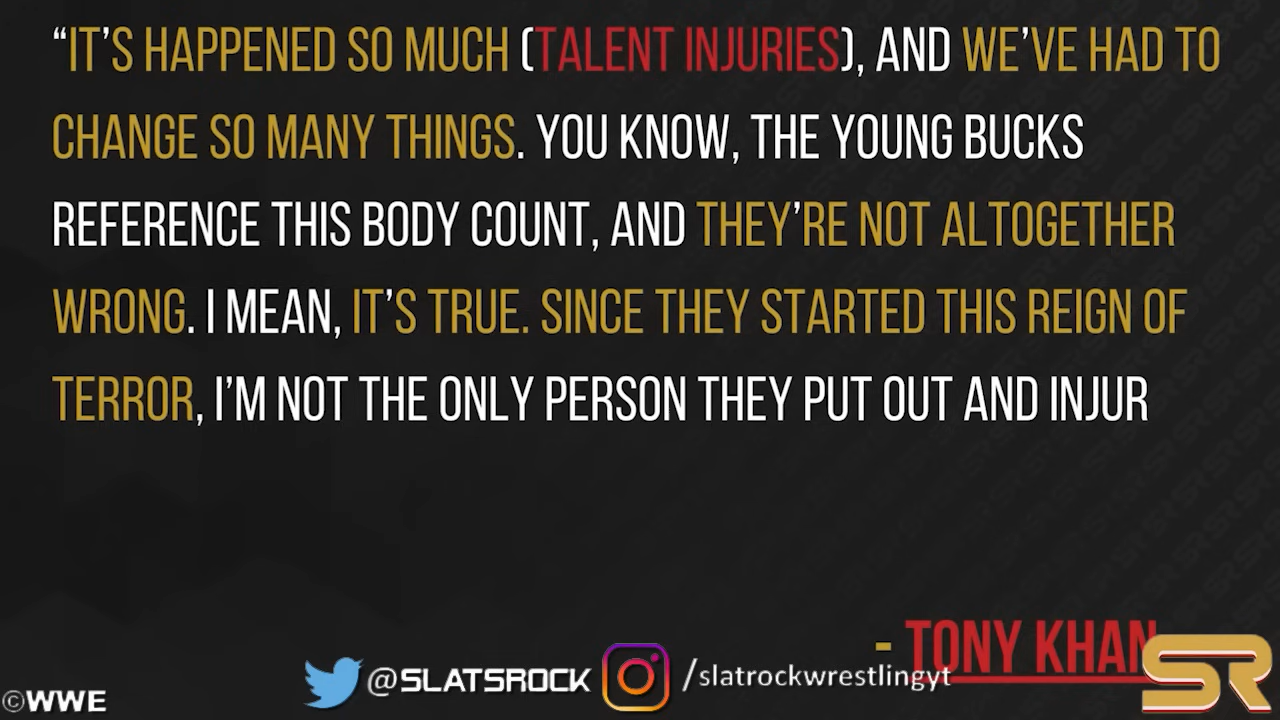 “IT’S HAPPENED SO MUCH (TALENT INJURIES), AND WE’VE HAD TO
CHANGE SO MANY THINGS. YOU KNOW, THE YOUNG BUCKS
REFERENCE THIS BODY COUNT, AND THEY’RE NOT ALTOGETHER
WRONG. I MEAN, IT’S TRUE. SINCE THEY STARTED THIS REIGN OF
TERROR, I’M NOT THE ONLY PERSON THEY PUT OUT AND INJUR
- TONY KHAN
SR
@SLATSROCK /slatrockwrestlingyt
©WWE